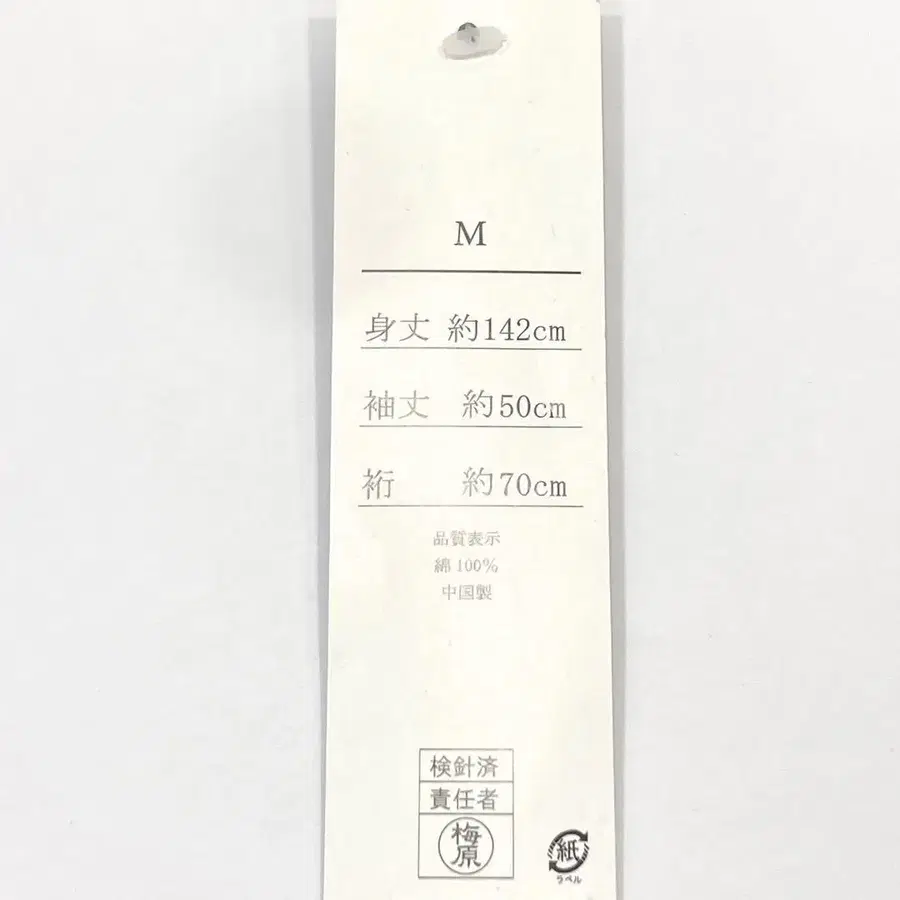 M
身丈 約142cm
袖丈 約50cm
裄 約70cm
品質表示
綿100%
中国製
検針済
責任者
梅原
紙
ラベル